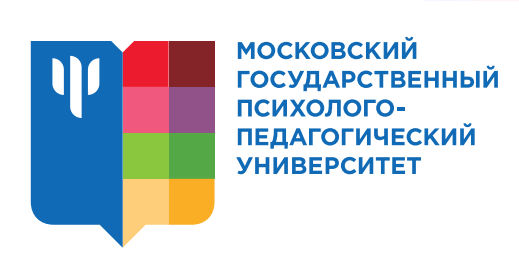 МОСКОВСКИЙ
ГОСУДАРСТВЕННЫЙ
ПСИХОЛОГО-
ПЕДАГОГИЧЕСКИЙ
УНИВЕРСИТЕТ